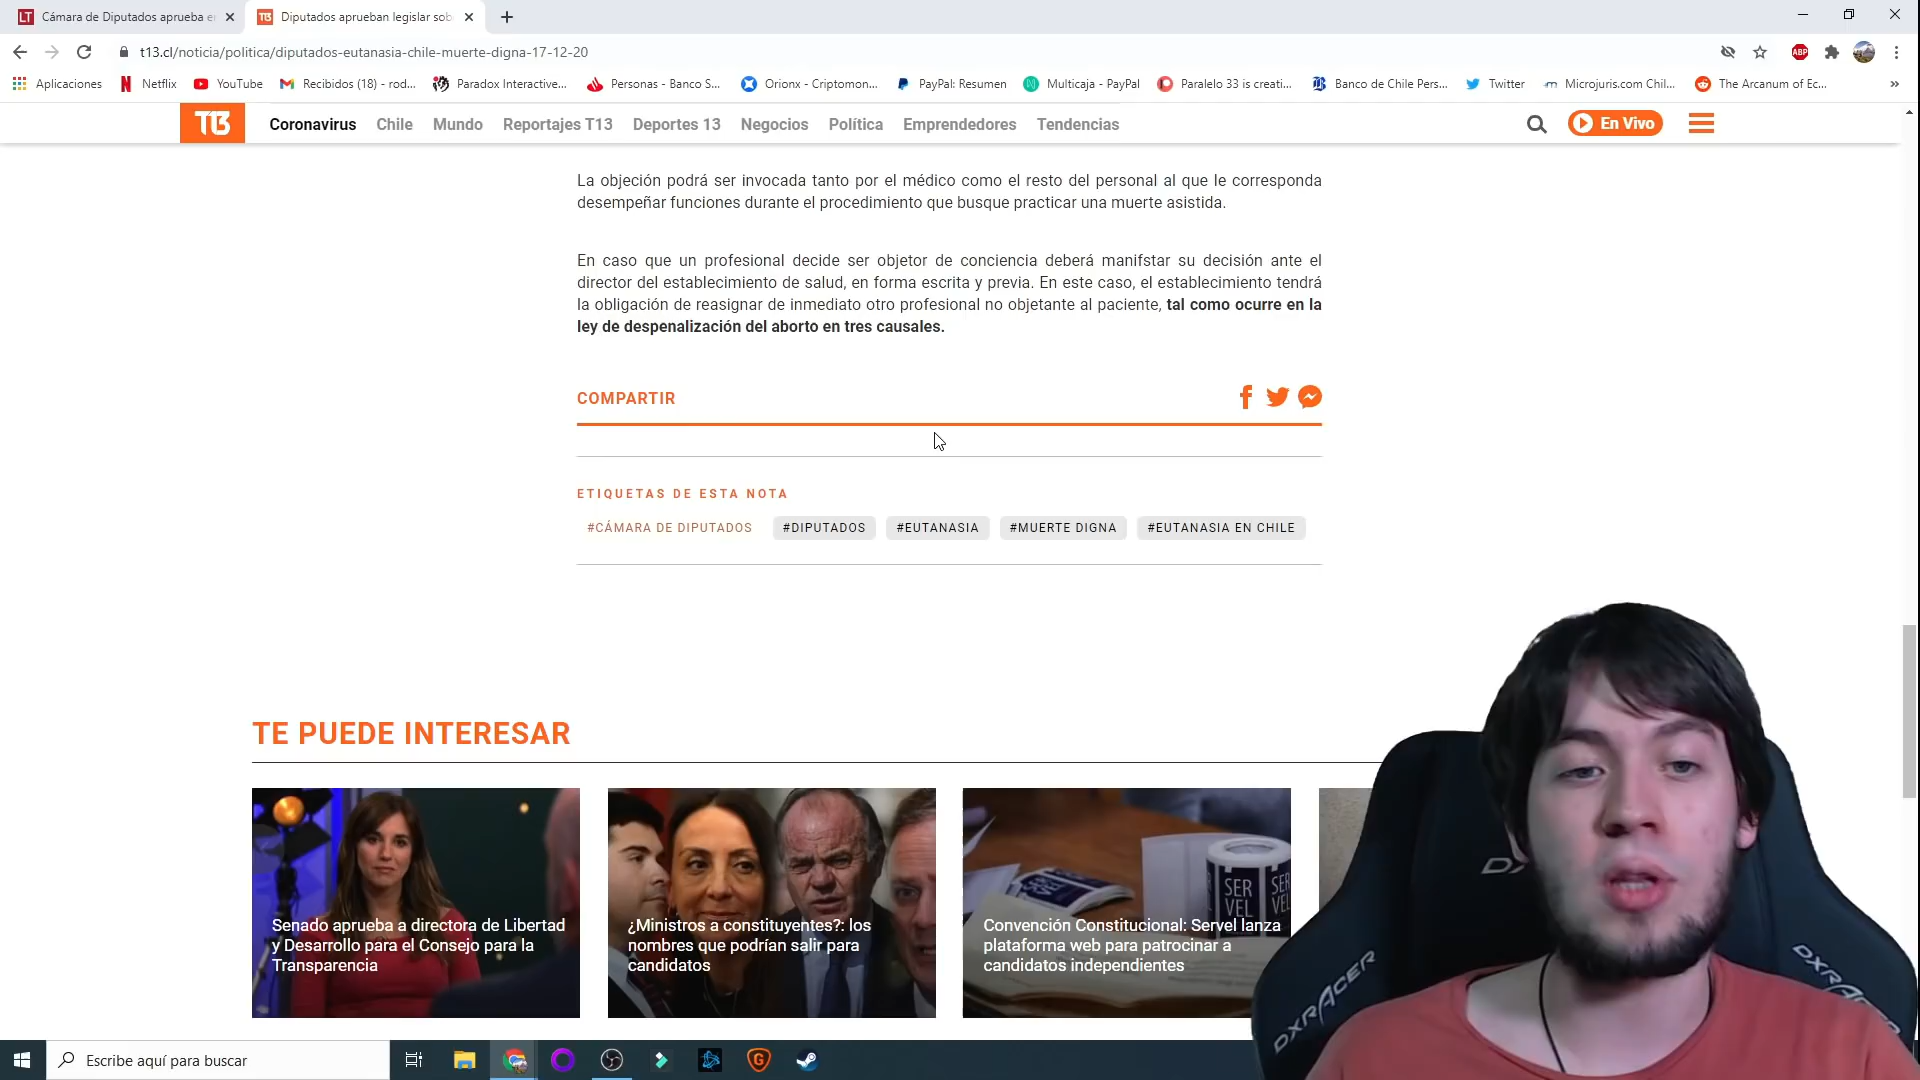 Cámara de Diputados aprueba e
Diputados aprueban legislar sob
t13.cl/noticia/politica/diputados-eutanasia-chile-muerte-digna-17-12-20
ABP
Aplicaciones
Netflix
YouTube
Recibidos (18) - rod...
Paradox Interactive...
Personas - Banco S...
Orionx - Criptomon...
PayPal: Resumen
Multicaja - PayPal
Paralelo 33 is creati...
Banco de Chile Pers...
Twitter
Microjuris.com Chil...
The Arcanum of Ec...
T13
Coronavirus
Chile
Mundo
Reportajes T13
Deportes 13
Negocios
Política
Emprendedores
Tendencias
En Vivo
La objeción podrá ser invocada tanto por el médico como el resto del personal al que le corresponda
desempeñar funciones durante el procedimiento que busque practicar una muerte asistida.
En caso que un profesional decide ser objetor de conciencia deberá manifstar su decisión ante el
director del establecimiento de salud, en forma escrita y previa. En este caso, el establecimiento tendrá
la obligación de reasignar de inmediato otro profesional no objetante al paciente, tal como ocurre en la
ley de despenalización del aborto en tres causales.
COMPARTIR
ETIQUETAS DE ESTA NOTA
#CÁMARA DE DIPUTADOS
#DIPUTADOS
#EUTANASIA
#MUERTE DIGNA
#EUTANASIA EN CHILE
TE PUEDE INTERESAR
Senado aprueba a directora de Libertad
y Desarrollo para el Consejo para la
Transparencia
¿Ministros a constituyentes?: los
nombres que podrían salir para
candidatos
SER
VEL
SER
VEL
Convención Constitucional: Servel lanza
plataforma web para patrocinar a
candidatos independientes
DXRACER
DXRACER
Escribe aquí para buscar